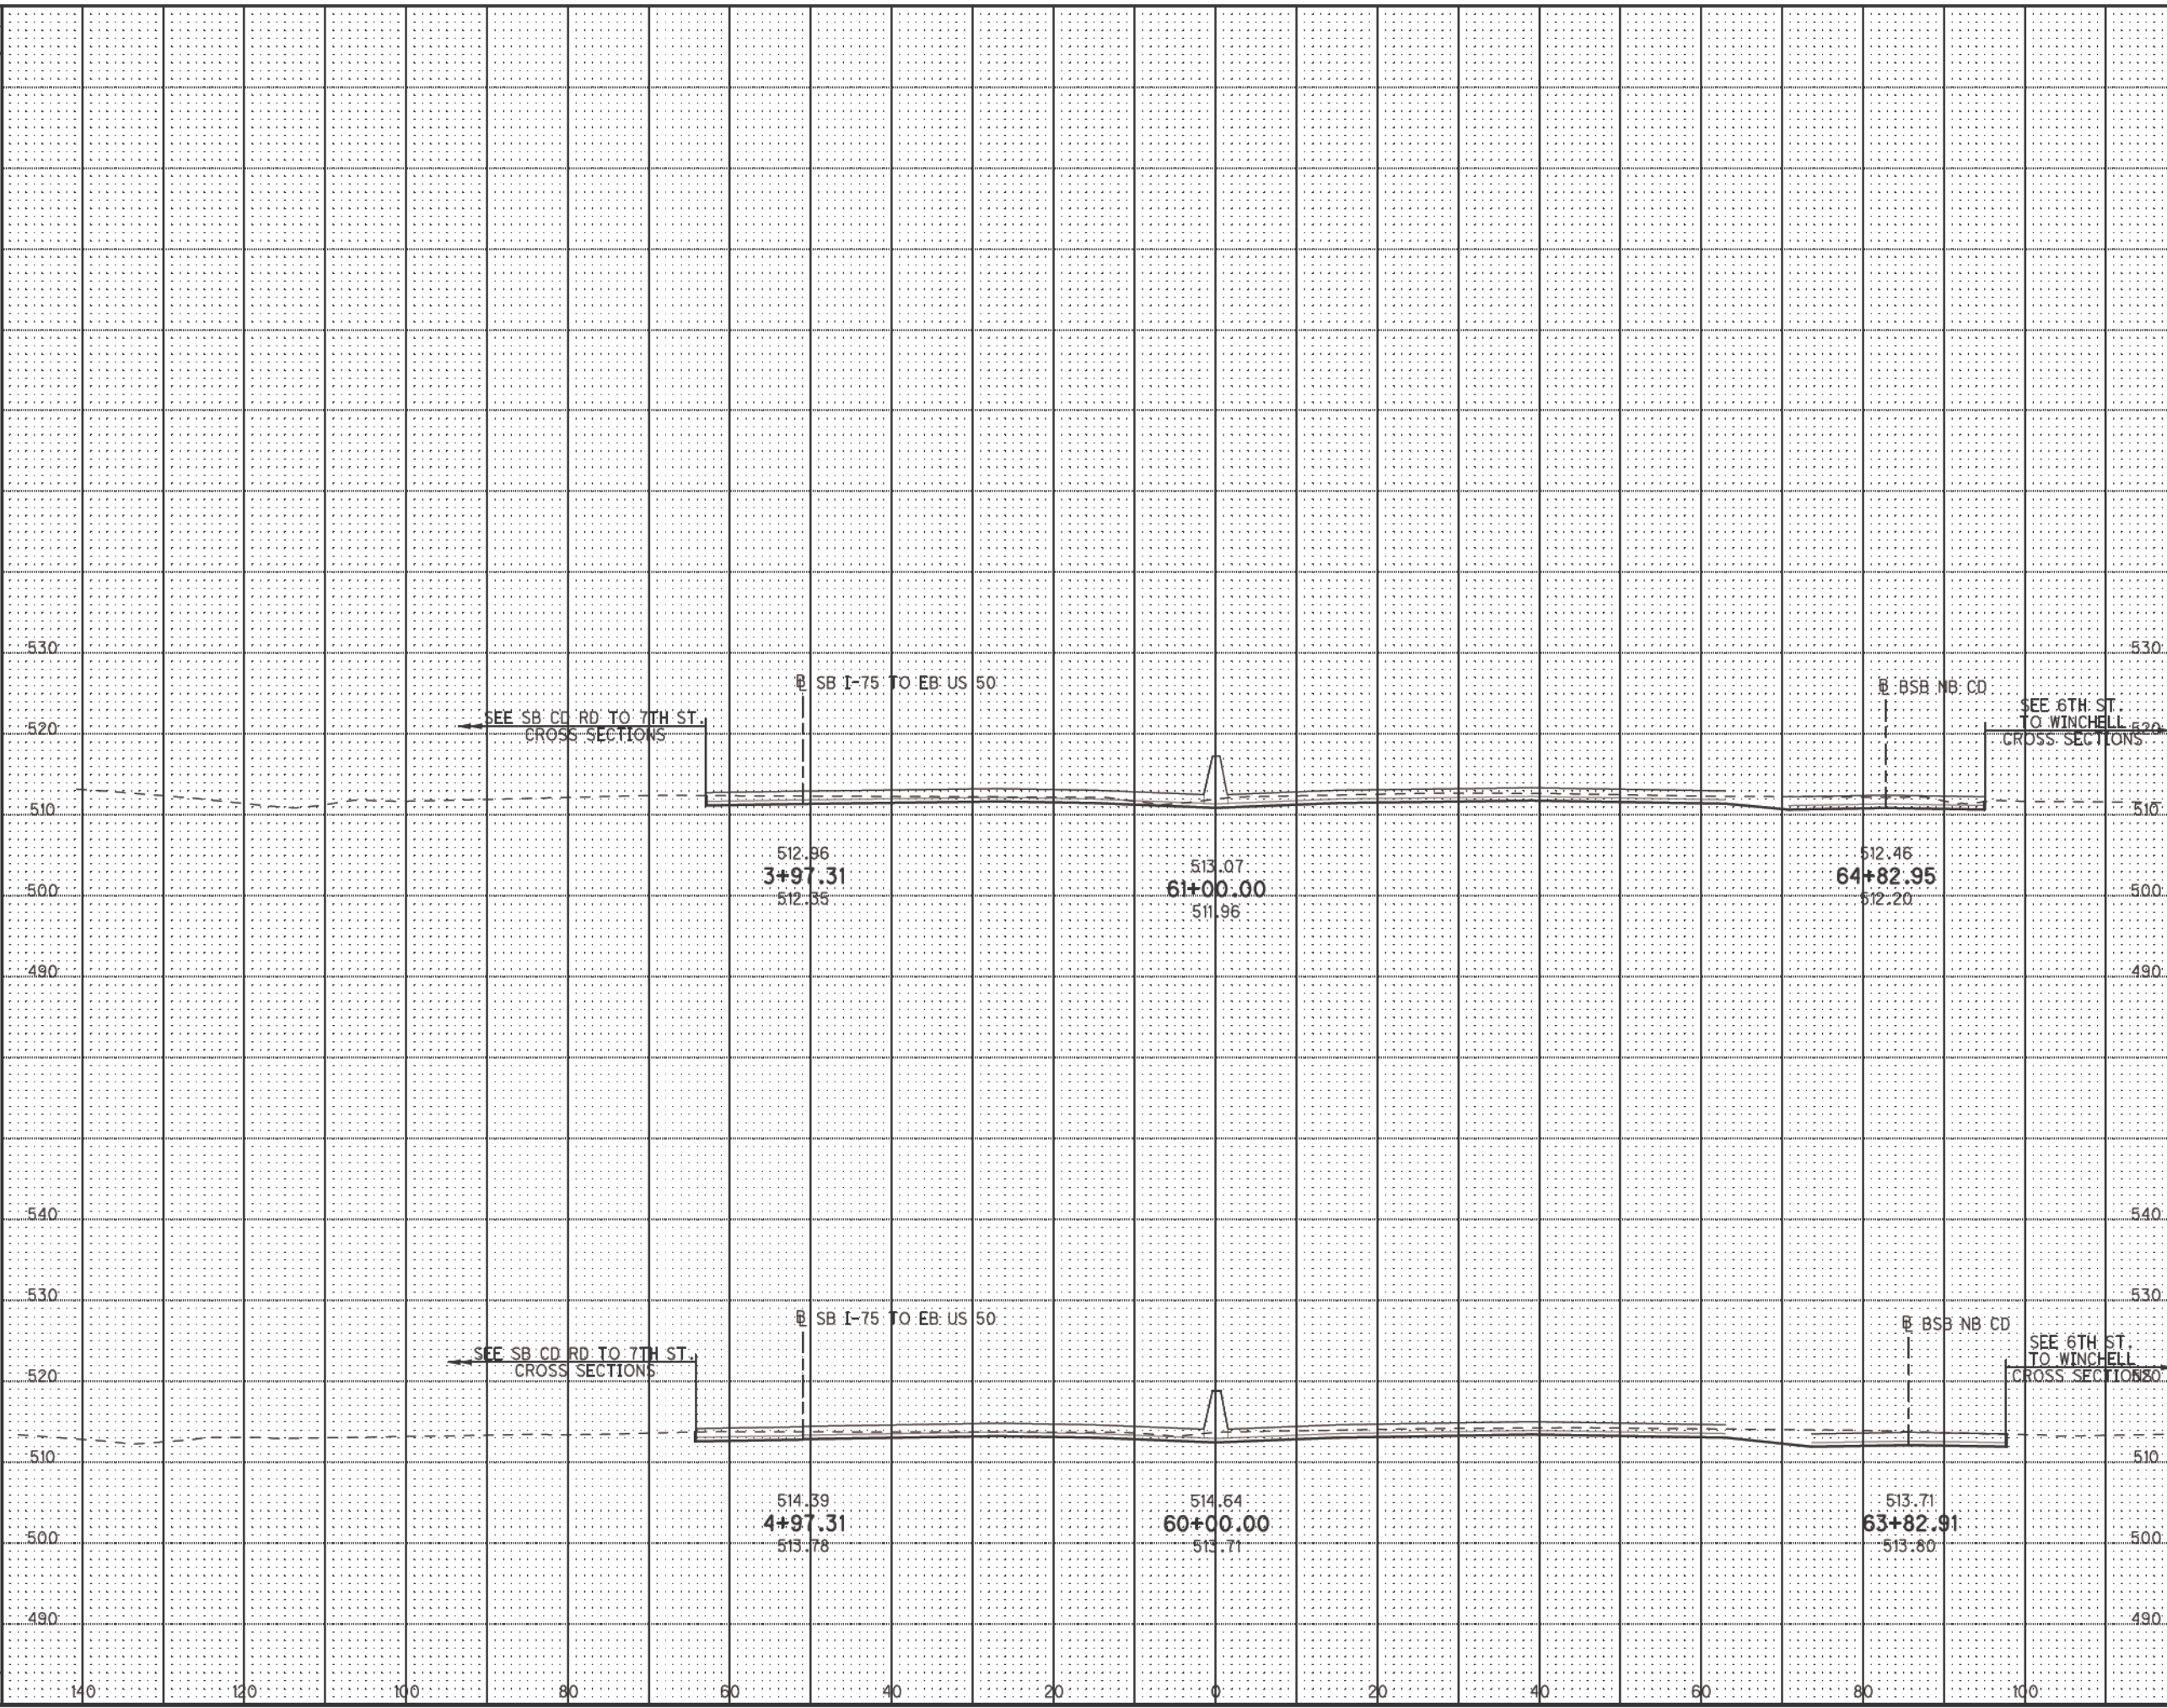 530 530
℄ SB I-75 TO EB US 50
℄ BSB NB CD
SEE SB CD RD TO 7TH ST.
CROSS SECTIONS
SEE 6TH ST.
TO WINCHELL
CROSS SECTIONS
520 520
510 510
512.96
3+97.31
512.35
513.07
61+00.00
511.96
512.46
64+82.95
512.20
500 500
490 490
540 540
530 530
℄ SB I-75 TO EB US 50
℄ BSB NB CD
SEE SB CD RD TO 7TH ST.
CROSS SECTIONS
SEE 6TH ST.
TO WINCHELL
CROSS SECTIONS
520 520
510 510
514.39
4+97.31
513.78
514.64
60+00.00
513.71
513.71
63+82.91
513.80
500 500
490 490
140 120 100 80 60 40 20 0 20 40 60 80 100